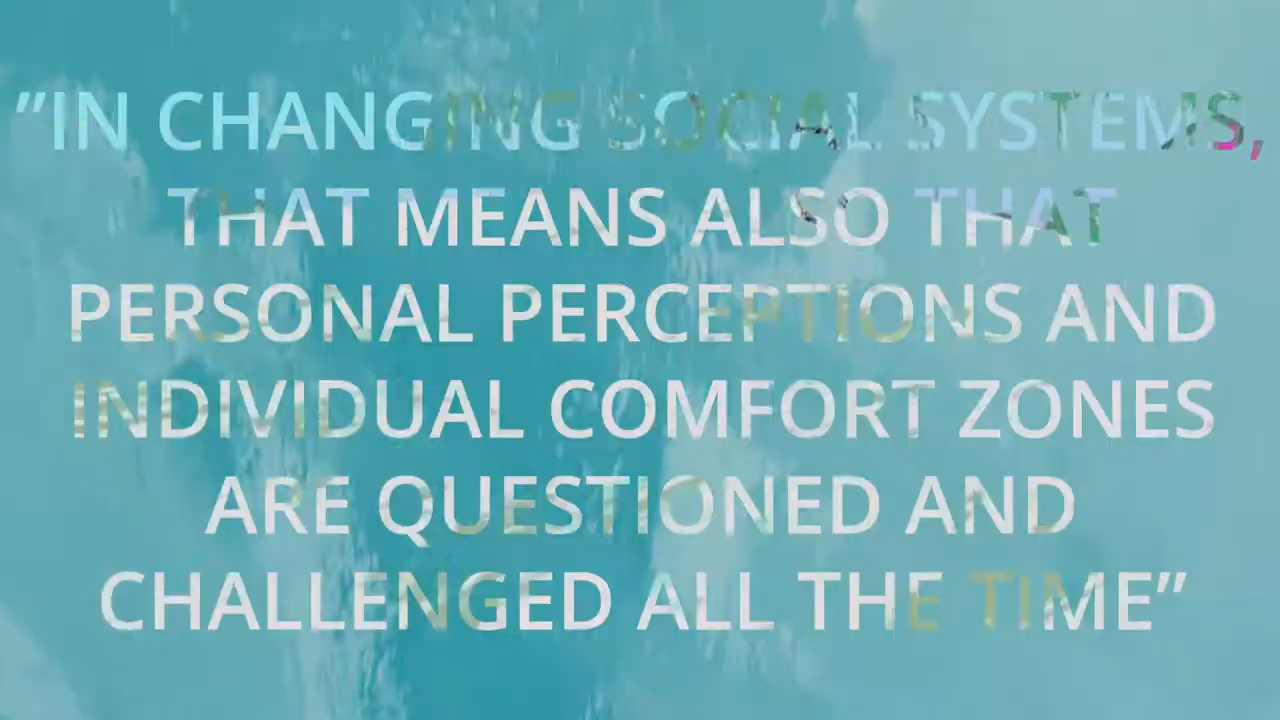 ”IN CHANGING SOCIAL SYSTEMS,
THAT MEANS ALSO THAT
PERSONAL PERCEPTIONS AND
INDIVIDUAL COMFORT ZONES
ARE QUESTIONED AND
CHALLENGED ALL THE TIME”